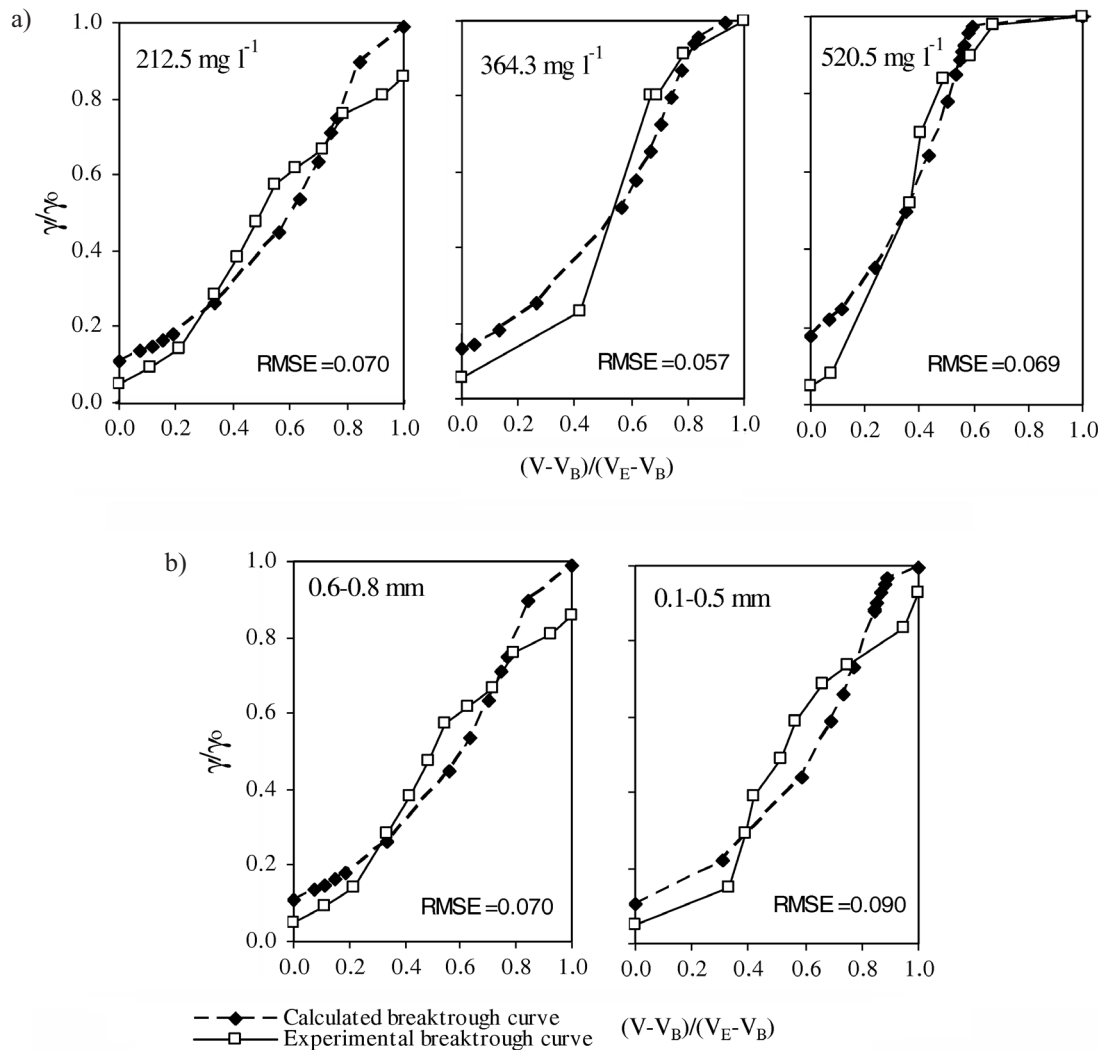 a)
212.5 mg l⁻¹
364.3 mg l⁻¹
520.5 mg l⁻¹
1.0
0.8
0.6
0.4
0.2
0.0
γ/γ₀
RMSE=0.070
RMSE=0.057
RMSE=0.069
0.0 0.2 0.4 0.6 0.8 1.0
0.0 0.2 0.4 0.6 0.8 1.0
0.0 0.2 0.4 0.6 0.8 1.0
(V-V_B)/(V_E-V_B)
b)
0.6-0.8 mm
0.1-0.5 mm
1.0
0.8
0.6
0.4
0.2
0.0
γ/γ₀
RMSE=0.070
RMSE=0.090
0.0 0.2 0.4 0.6 0.8 1.0
0.0 0.2 0.4 0.6 0.8 1.0
Calculated breaktrough curve
Experimental breaktrough curve
(V-V_B)/(V_E-V_B)